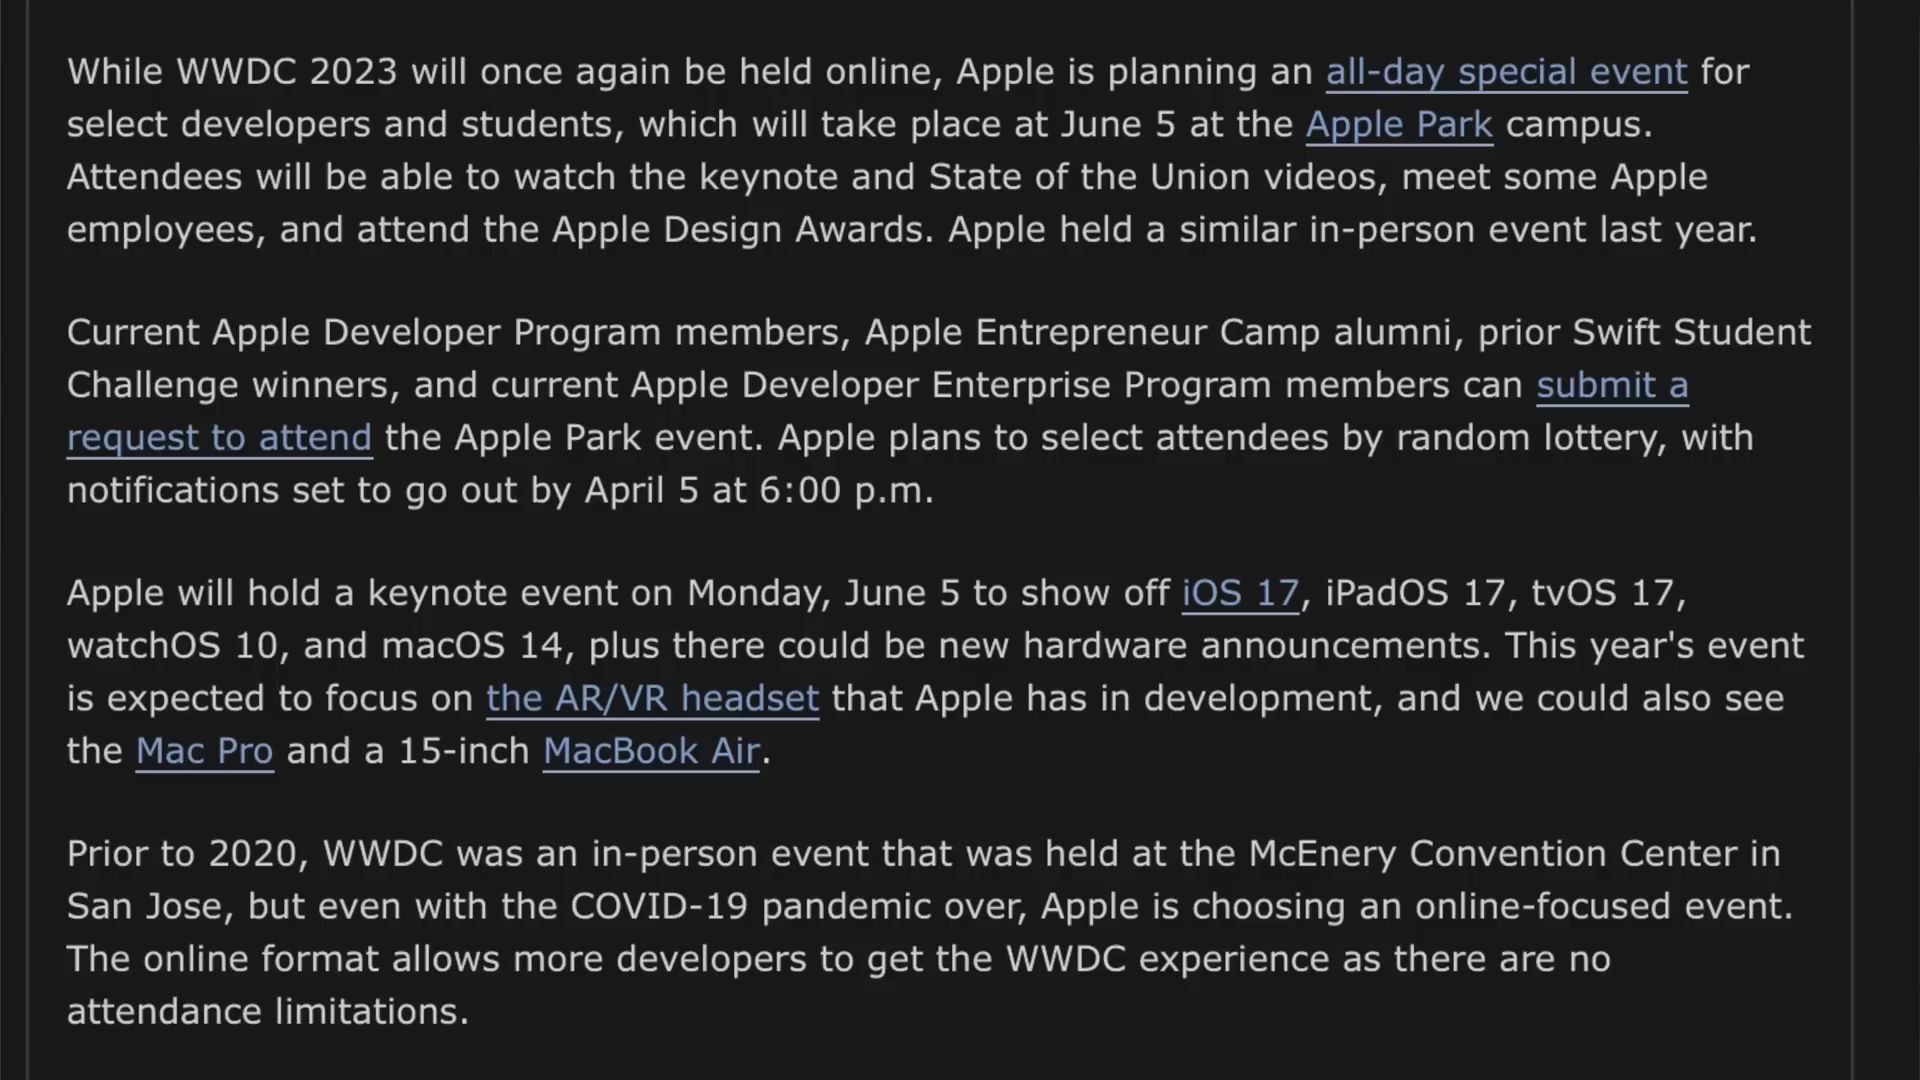 While WWDC 2023 will once again be held online, Apple is planning an all-day special event for
select developers and students, which will take place at June 5 at the Apple Park campus.
Attendees will be able to watch the keynote and State of the Union videos, meet some Apple
employees, and attend the Apple Design Awards. Apple held a similar in-person event last year.
Current Apple Developer Program members, Apple Entrepreneur Camp alumni, prior Swift Student
Challenge winners, and current Apple Developer Enterprise Program members can submit a
request to attend the Apple Park event. Apple plans to select attendees by random lottery, with
notifications set to go out by April 5 at 6:00 p.m.
Apple will hold a keynote event on Monday, June 5 to show off iOS 17, iPadOS 17, tvOS 17,
watchOS 10, and macOS 14, plus there could be new hardware announcements. This year's event
is expected to focus on the AR/VR headset that Apple has in development, and we could also see
the Mac Pro and a 15-inch MacBook Air.
Prior to 2020, WWDC was an in-person event that was held at the McEnery Convention Center in
San Jose, but even with the COVID-19 pandemic over, Apple is choosing an online-focused event.
The online format allows more developers to get the WWDC experience as there are no
attendance limitations.